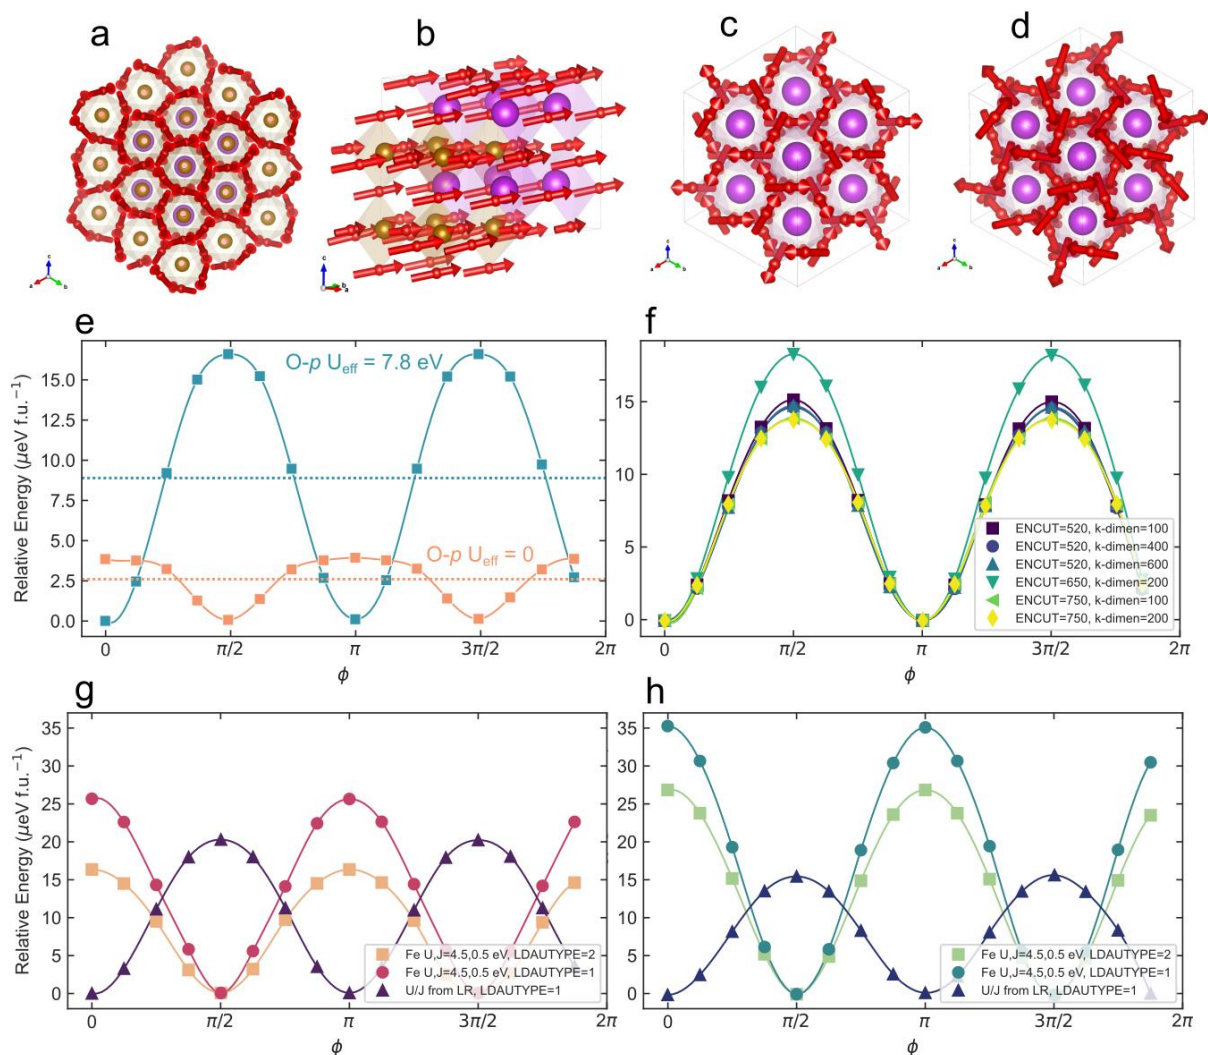 a
b
c
d
c
a
b
c
b
a
c
a
b
c
a
b
e
f
Relative Energy (μeV f.u.⁻¹)
15.0
12.5
10.0
7.5
5.0
2.5
0.0
O-p U_eff = 7.8 eV
O-p U_eff = 0
0
π/2
π
3π/2
2π
ϕ
15
10
5
0
ENCUT=520, k-dimen=100
ENCUT=520, k-dimen=400
ENCUT=520, k-dimen=600
ENCUT=650, k-dimen=200
ENCUT=750, k-dimen=100
ENCUT=750, k-dimen=200
0
π/2
π
3π/2
2π
ϕ
g
h
Relative Energy (μeV f.u.⁻¹)
35
30
25
20
15
10
5
0
Fe U,J=4.5,0.5 eV, LDAUTYPE=2
Fe U,J=4.5,0.5 eV, LDAUTYPE=1
U/J from LR, LDAUTYPE=1
0
π/2
π
3π/2
2π
ϕ
35
30
25
20
15
10
5
0
Fe U,J=4.5,0.5 eV, LDAUTYPE=2
Fe U,J=4.5,0.5 eV, LDAUTYPE=1
U/J from LR, LDAUTYPE=1
0
π/2
π
3π/2
2π
ϕ